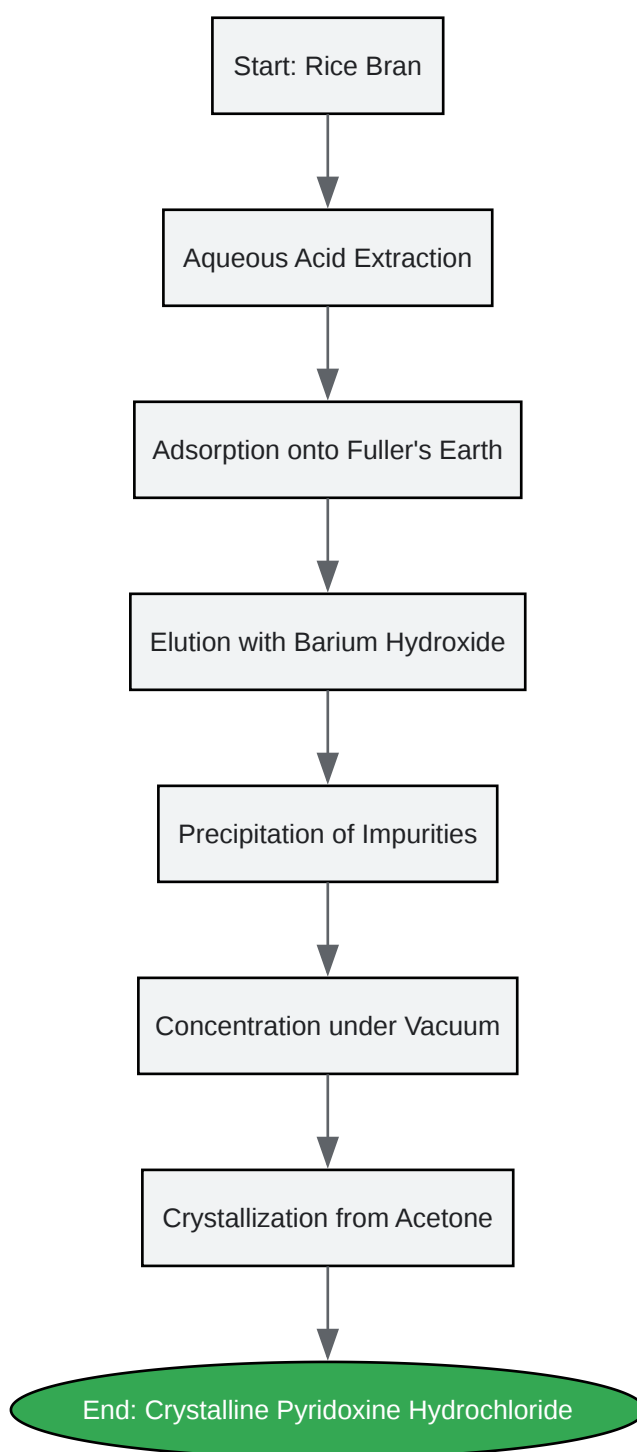 Start: Rice Bran
Aqueous Acid Extraction
Adsorption onto Fuller's Earth
Elution with Barium Hydroxide
Precipitation of Impurities
Concentration under Vacuum
Crystallization from Acetone
End: Crystalline Pyridoxine Hydrochloride